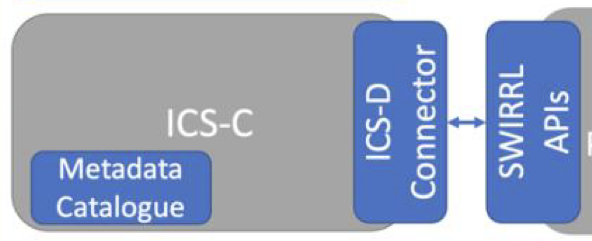 ICS-C
Metadata
Catalogue
ICS-D
Connector
SWIRRL
APIs